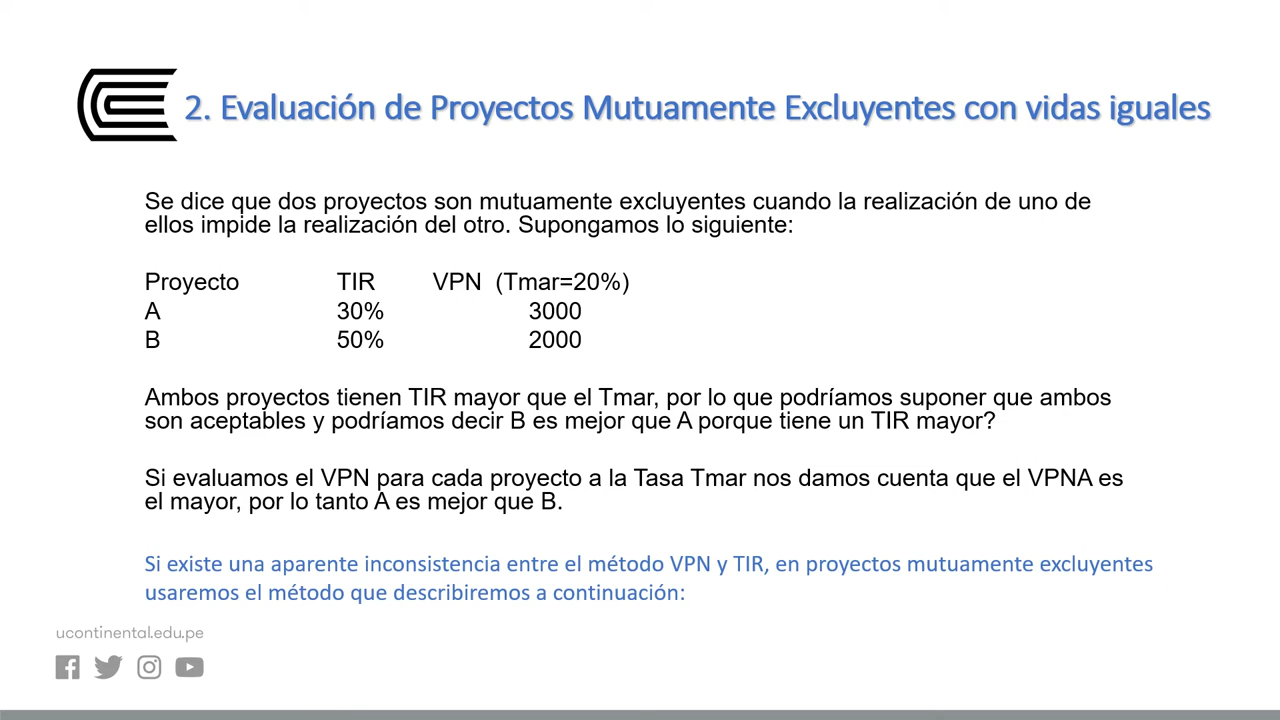 2. Evaluación de Proyectos Mutuamente Excluyentes con vidas iguales
Se dice que dos proyectos son mutuamente excluyentes cuando la realización de uno de
ellos impide la realización del otro. Supongamos lo siguiente:
Proyecto TIR VPN (Tmar=20%)
A 30% 3000
B 50% 2000
Ambos proyectos tienen TIR mayor que el Tmar, por lo que podríamos suponer que ambos
son aceptables y podríamos decir B es mejor que A porque tiene un TIR mayor?
Si evaluamos el VPN para cada proyecto a la Tasa Tmar nos damos cuenta que el VPNA es
el mayor, por lo tanto A es mejor que B.
Si existe una aparente inconsistencia entre el método VPN y TIR, en proyectos mutuamente excluyentes
usaremos el método que describiremos a continuación:
ucontinental.edu.pe